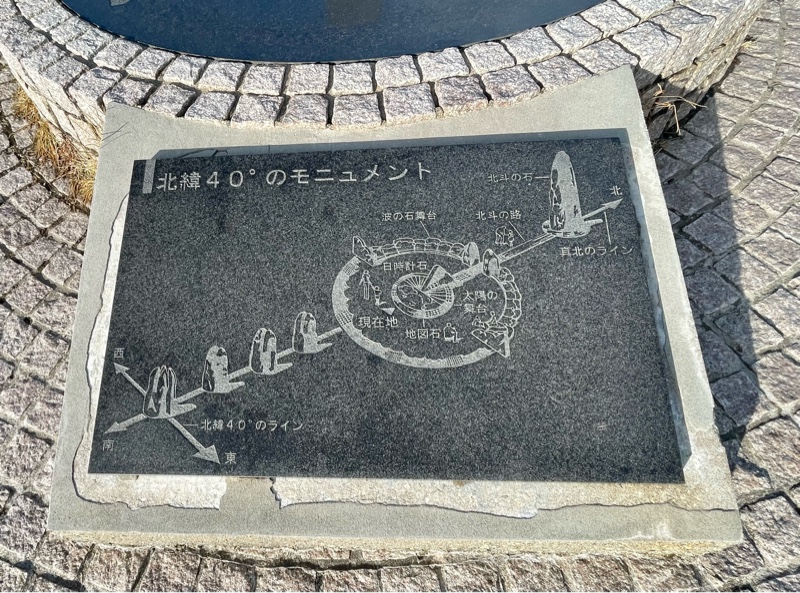 北緯40°のモニュメント
北斗の石
北
波の石舞台
北斗の路
真北のライン
日時計石
太陽の
舞台
現在地
地図石
西
北緯40°のライン
南
東